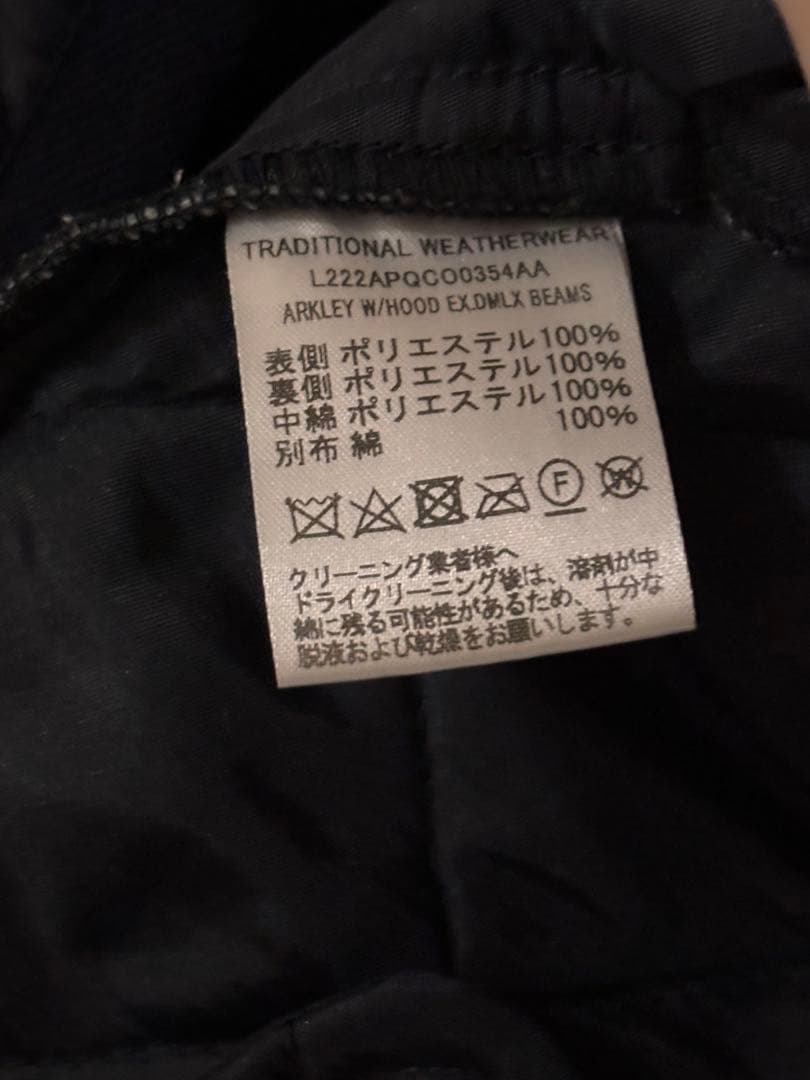 TRADITIONAL WEATHERWEAR
L222APQCO0354AA
ARKLEY W/HOOD EX.DMLX BEAMS
表側 ポリエステル100%
裏側 ポリエステル100%
中綿 ポリエステル100%
別布 綿 100%
F
W
クリーニング業者様へ
ドライクリーニング後は、溶剤が中
綿に残る可能性があるため、十分な
脱液および乾燥をお願いします。